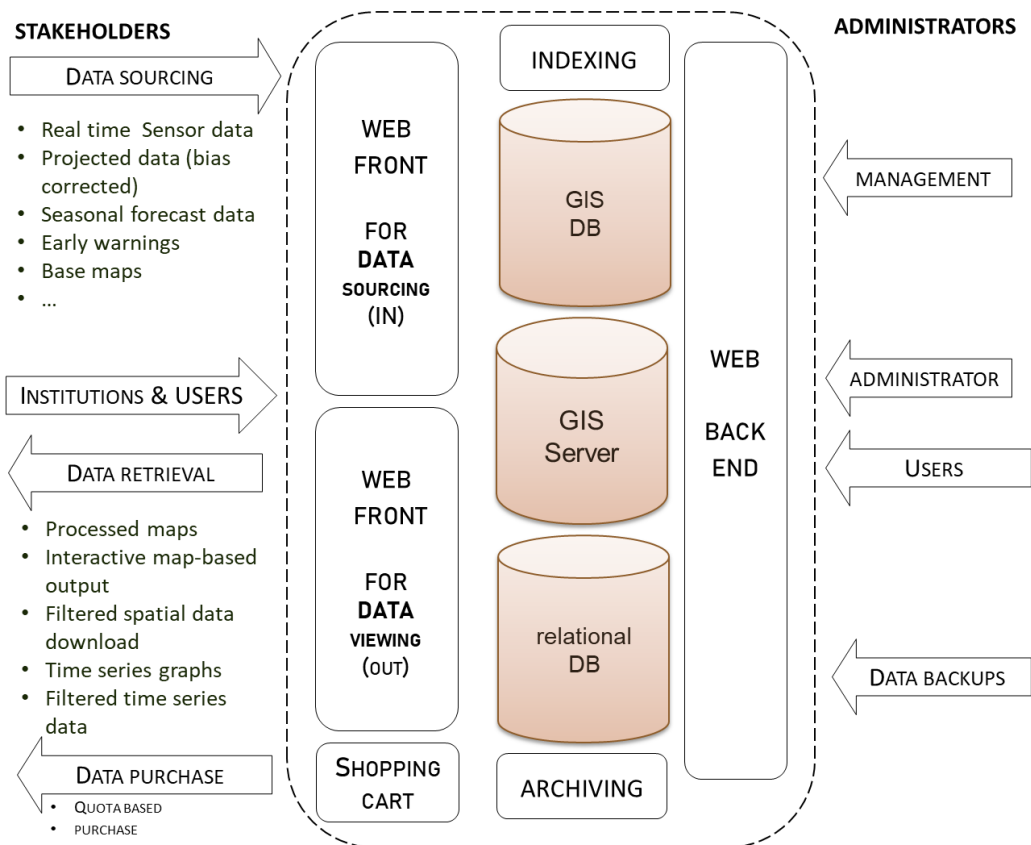 STAKEHOLDERS
DATA SOURCING
• Real time Sensor data
• Projected data (bias
corrected)
• Seasonal forecast data
• Early warnings
• Base maps
• ...
INSTITUTIONS & USERS
DATA RETRIEVAL
• Processed maps
• Interactive map-based
output
• Filtered spatial data
download
• Time series graphs
• Filtered time series
data
DATA PURCHASE
• QUOTA BASED
• PURCHASE
WEB
FRONT
FOR
DATA
SOURCING
(IN)
WEB
FRONT
FOR
DATA
VIEWING
(OUT)
SHOPPING
CART
INDEXING
GIS
DB
GIS
Server
relational
DB
ARCHIVING
WEB
BACK
END
ADMINISTRATORS
MANAGEMENT
ADMINISTRATOR
USERS
DATA BACKUPS